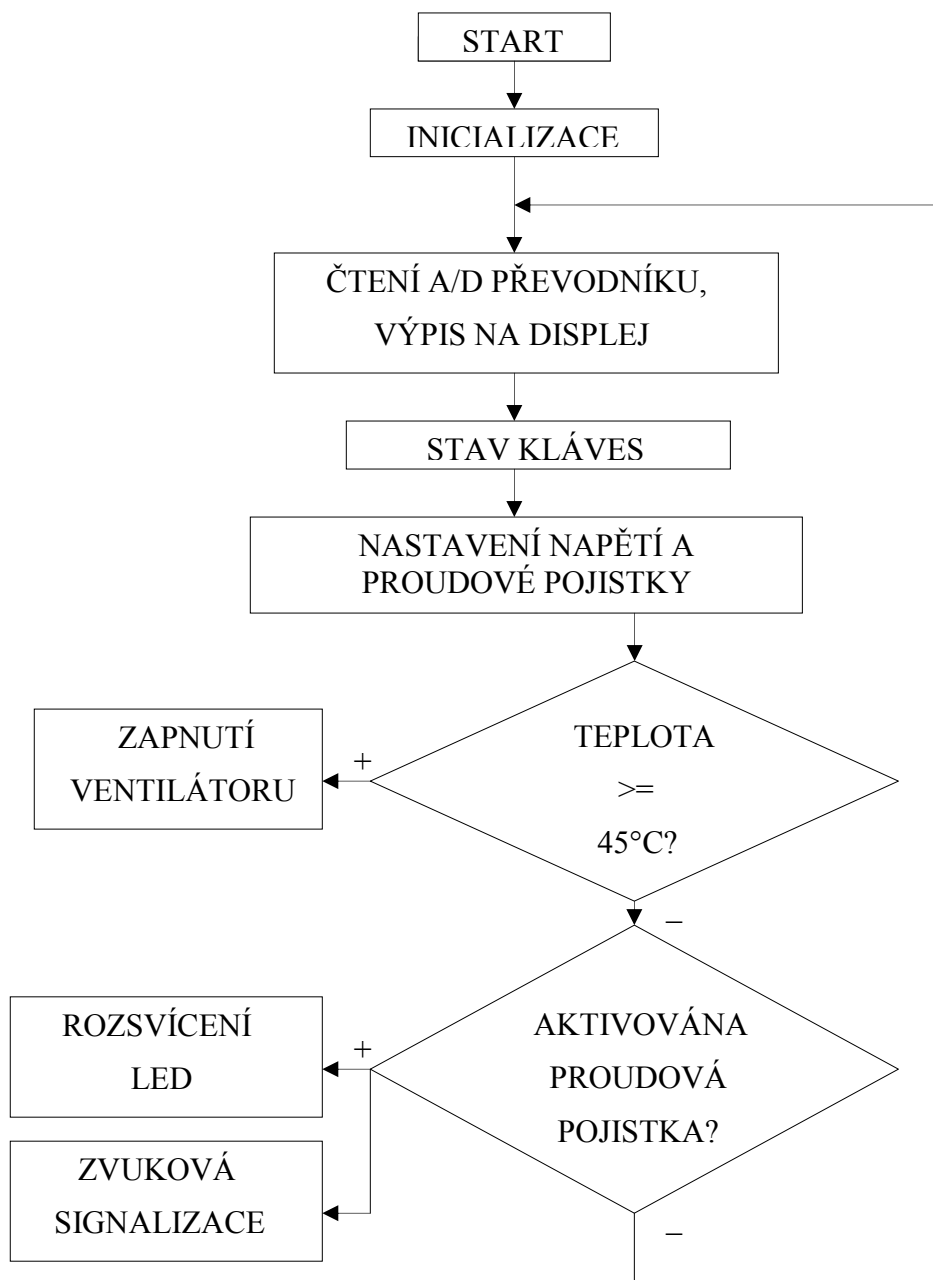 START
INICIALIZACE
ČTENÍ A/D PŘEVODNÍKU,
VÝPIS NA DISPLEJ
STAV KLÁVES
NASTAVENÍ NAPĚTÍ A
PROUDOVÉ POJISTKY
TEPLOTA
>=
45°C?
+
ZAPNUTÍ
VENTILÁTORU
–
AKTIVOVÁNA
PROUDOVÁ
POJISTKA?
+
ROZSVÍCENÍ
LED
ZVUKOVÁ
SIGNALIZACE
–